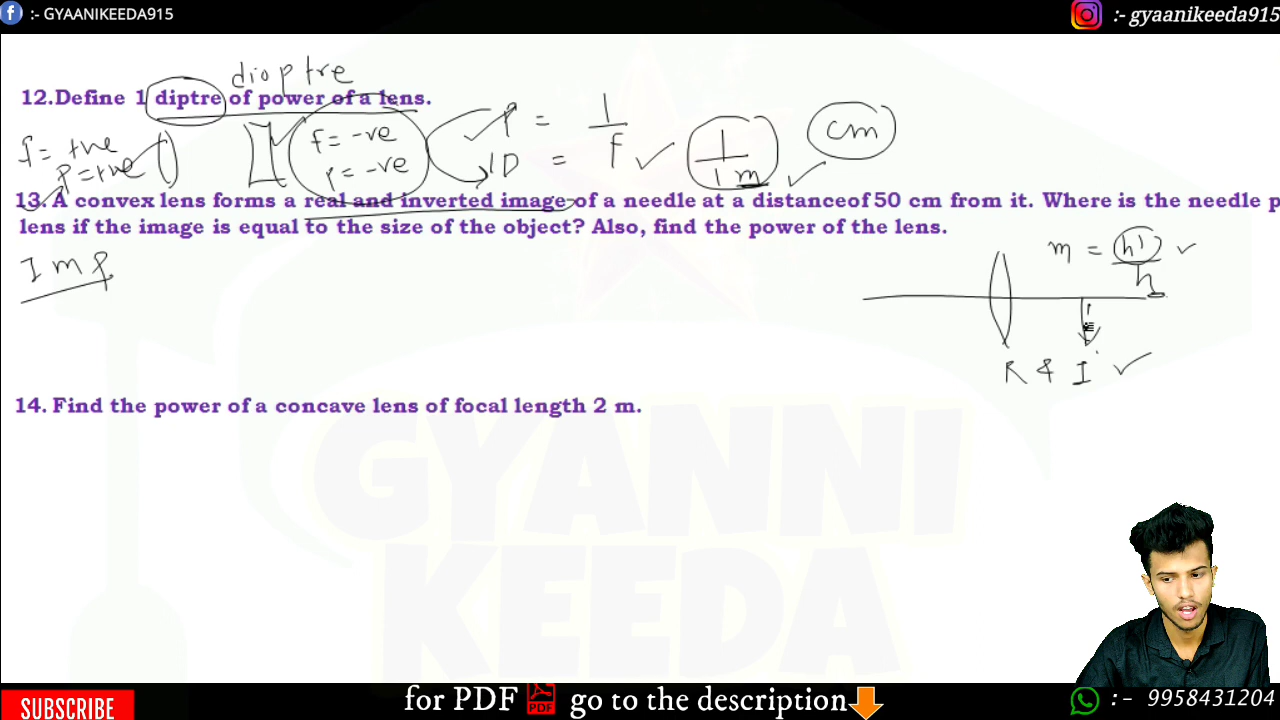 f :- GYAANIKEEDA915
:- gyaanikeeda915
dioptre
12.Define 1 diptre of power of a lens.
f = +ve
P = +ve
f = -ve
P = -ve
P = 1/f
1D = 1/1m
cm
13. A convex lens forms a real and inverted image of a needle at a distanceof 50 cm from it. Where is the needle p
lens if the image is equal to the size of the object? Also, find the power of the lens.
Imp
m = h'/h
R & I
14. Find the power of a concave lens of focal length 2 m.
GYANNI
KEEDA
SUBSCRIBE
for PDF PDF go to the description
:- 9958431204